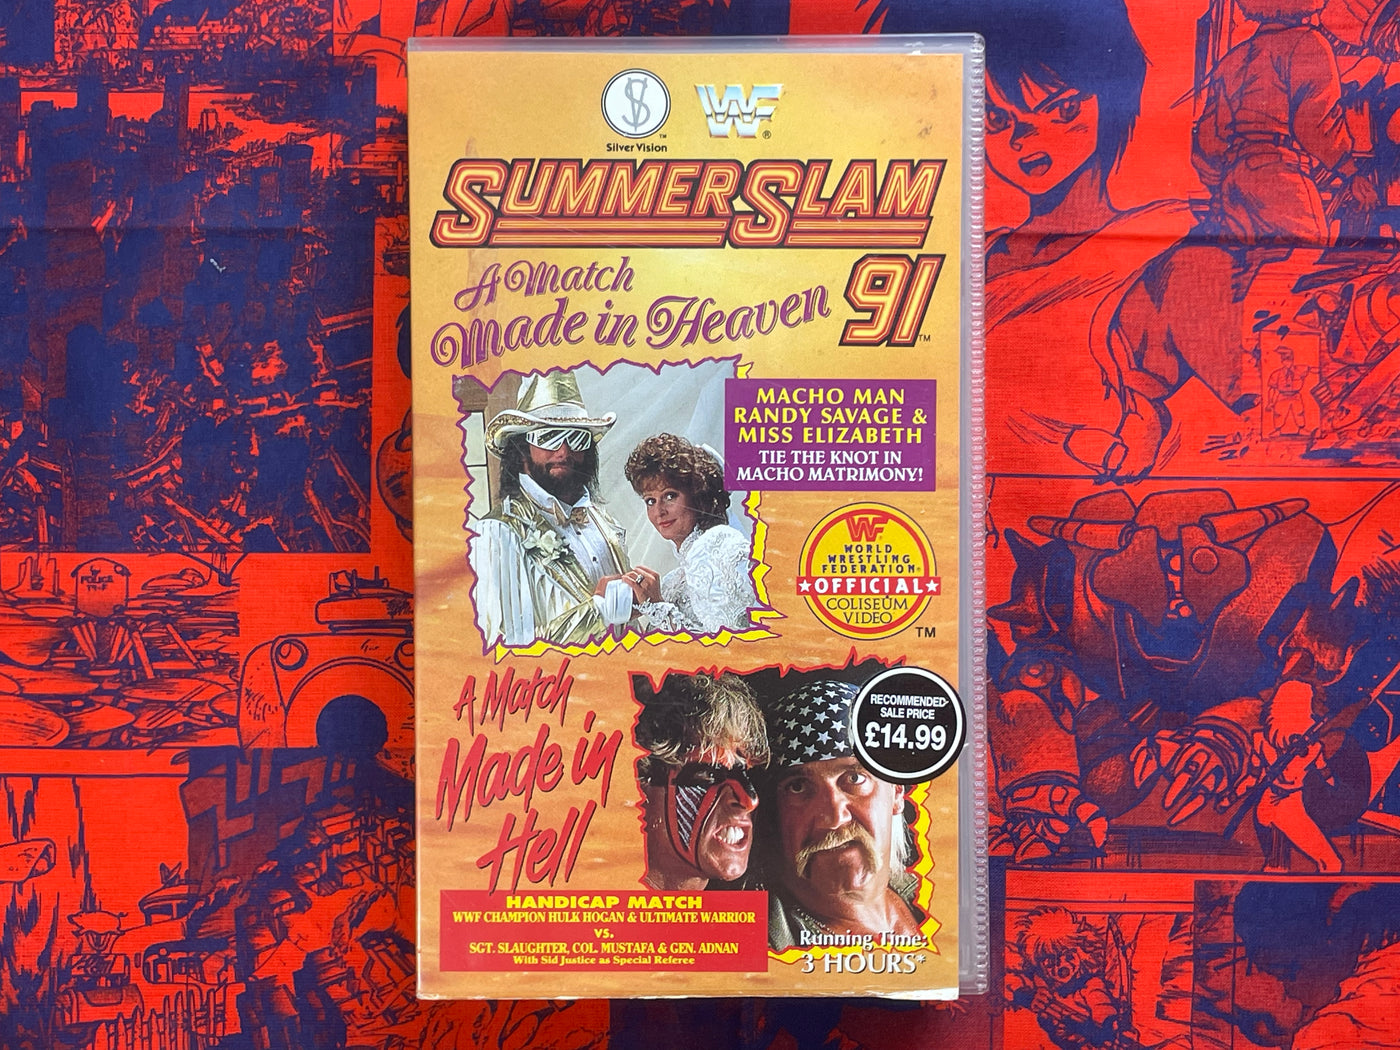 SV
TM
Silver Vision
WWF®
SUMMERSLAM
91™
A Match
Made in Heaven
MACHO MAN
RANDY SAVAGE &
MISS ELIZABETH
TIE THE KNOT IN
MACHO MATRIMONY!
WF
WORLD
WRESTLING
FEDERATION®
★OFFICIAL★
COLISEUM
VIDEO
TM
A Match
Made in
Hell
RECOMMENDED
SALE PRICE
£14.99
HANDICAP MATCH
WWF CHAMPION HULK HOGAN & ULTIMATE WARRIOR
VS.
SGT. SLAUGHTER, COL. MUSTAFA & GEN. ADNAN
With Sid Justice as Special Referee
Running Time:
3 HOURS*
POLICE